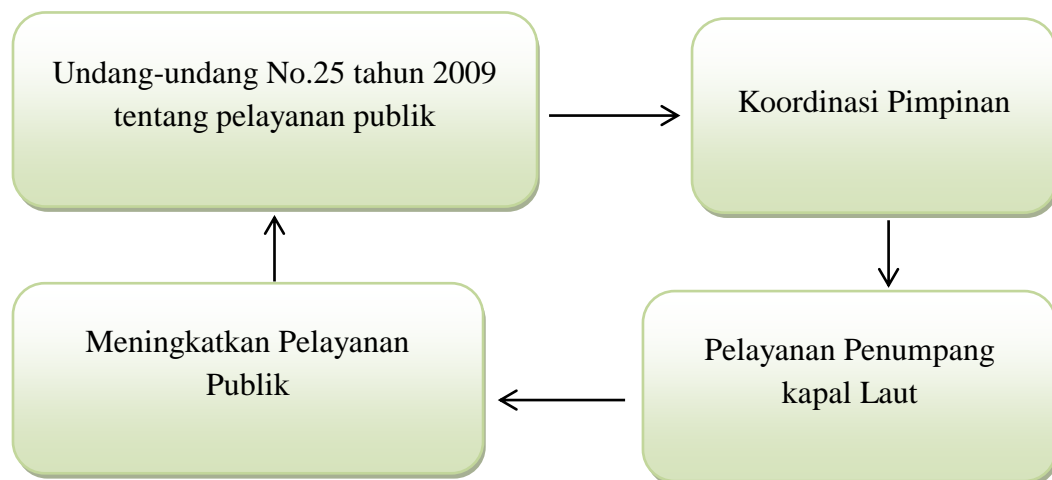 Undang-undang No.25 tahun 2009
tentang pelayanan publik
Koordinasi Pimpinan
Pelayanan Penumpang
kapal Laut
Meningkatkan Pelayanan
Publik